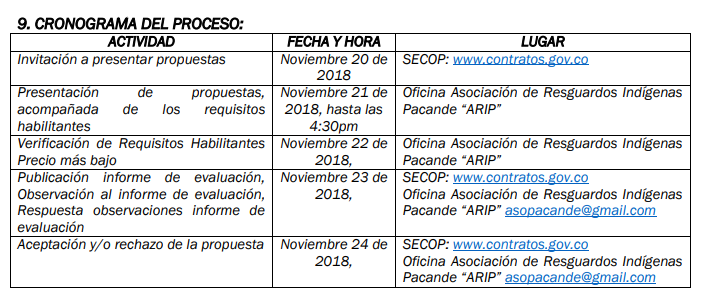 9. CRONOGRAMA DEL PROCESO:
ACTIVIDAD FECHA Y HORA LUGAR
Invitación a presentar propuestas
Noviembre 20 de
2018
SECOP: www.contratos.gov.co
Presentación de propuestas,
acompañada de los requisitos
habilitantes
Noviembre 21 de
2018, hasta las
4:30pm
Oficina Asociación de Resguardos Indígenas
Pacande “ARIP”
Verificación de Requisitos Habilitantes
Precio más bajo
Noviembre 22 de
2018,
Oficina Asociación de Resguardos Indígenas
Pacande “ARIP”
Publicación informe de evaluación,
Observación al informe de evaluación,
Respuesta observaciones informe de
evaluación
Noviembre 23 de
2018,
SECOP: www.contratos.gov.co
Oficina Asociación de Resguardos Indígenas
Pacande “ARIP” asopacande@gmail.com
Aceptación y/o rechazo de la propuesta
Noviembre 24 de
2018,
SECOP: www.contratos.gov.co
Oficina Asociación de Resguardos Indígenas
Pacande “ARIP” asopacande@gmail.com